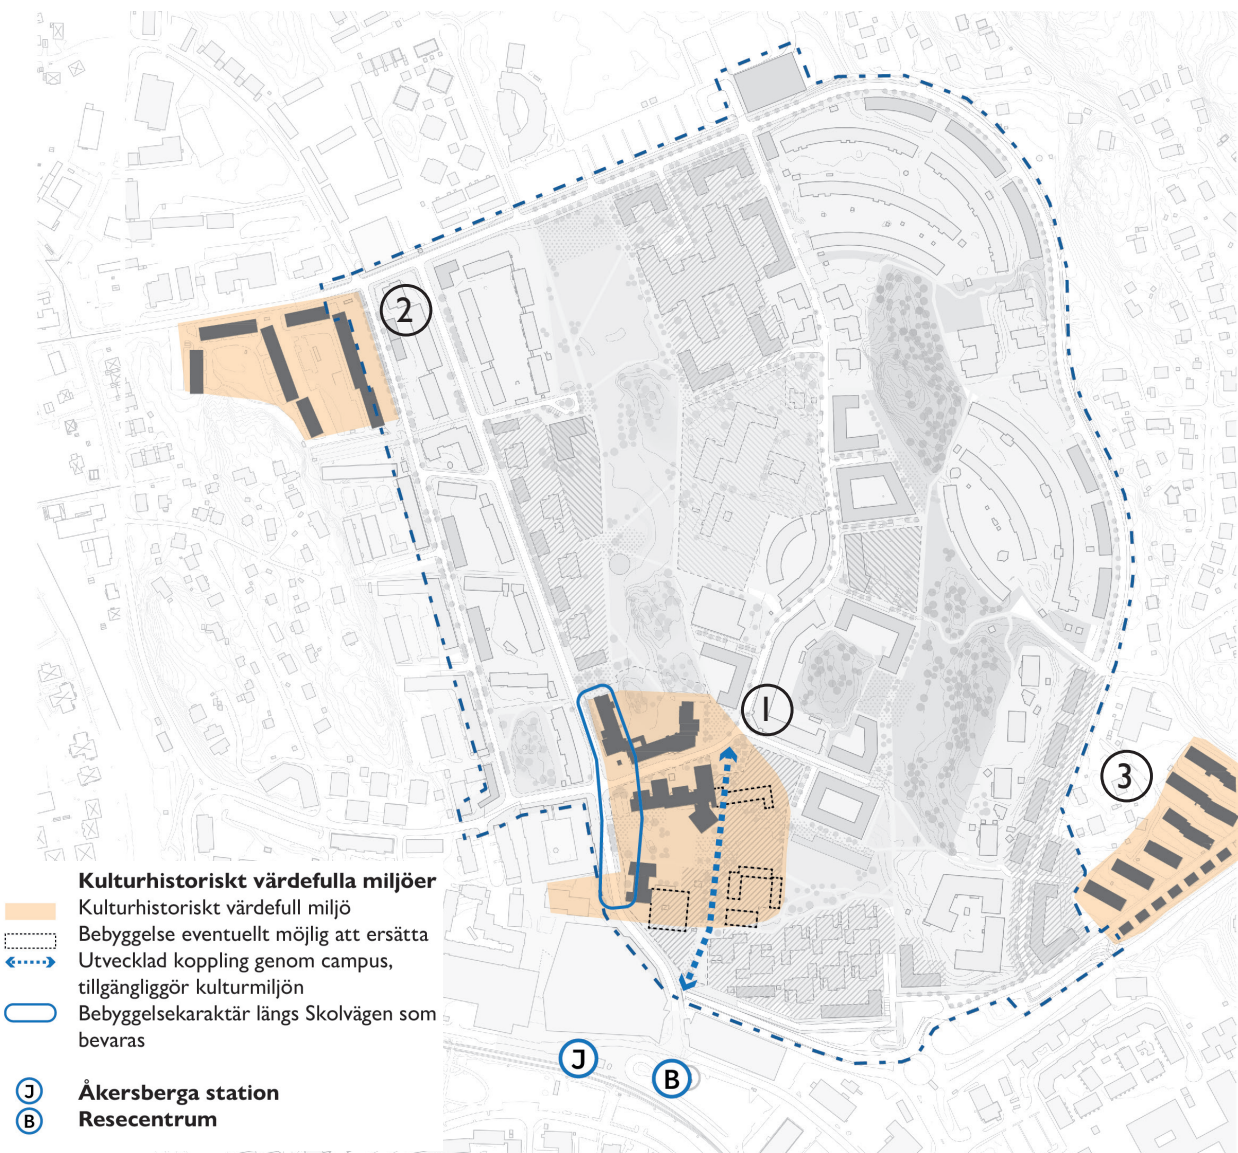 2
1
3
Kulturhistoriskt värdefulla miljöer
Kulturhistoriskt värdefull miljö
Bebyggelse eventuellt möjlig att ersätta
Utvecklad koppling genom campus,
tillgängliggör kulturmiljön
Bebyggelsekaraktär längs Skolvägen som
bevaras
J Åkersberga station
B Resecentrum
J
B